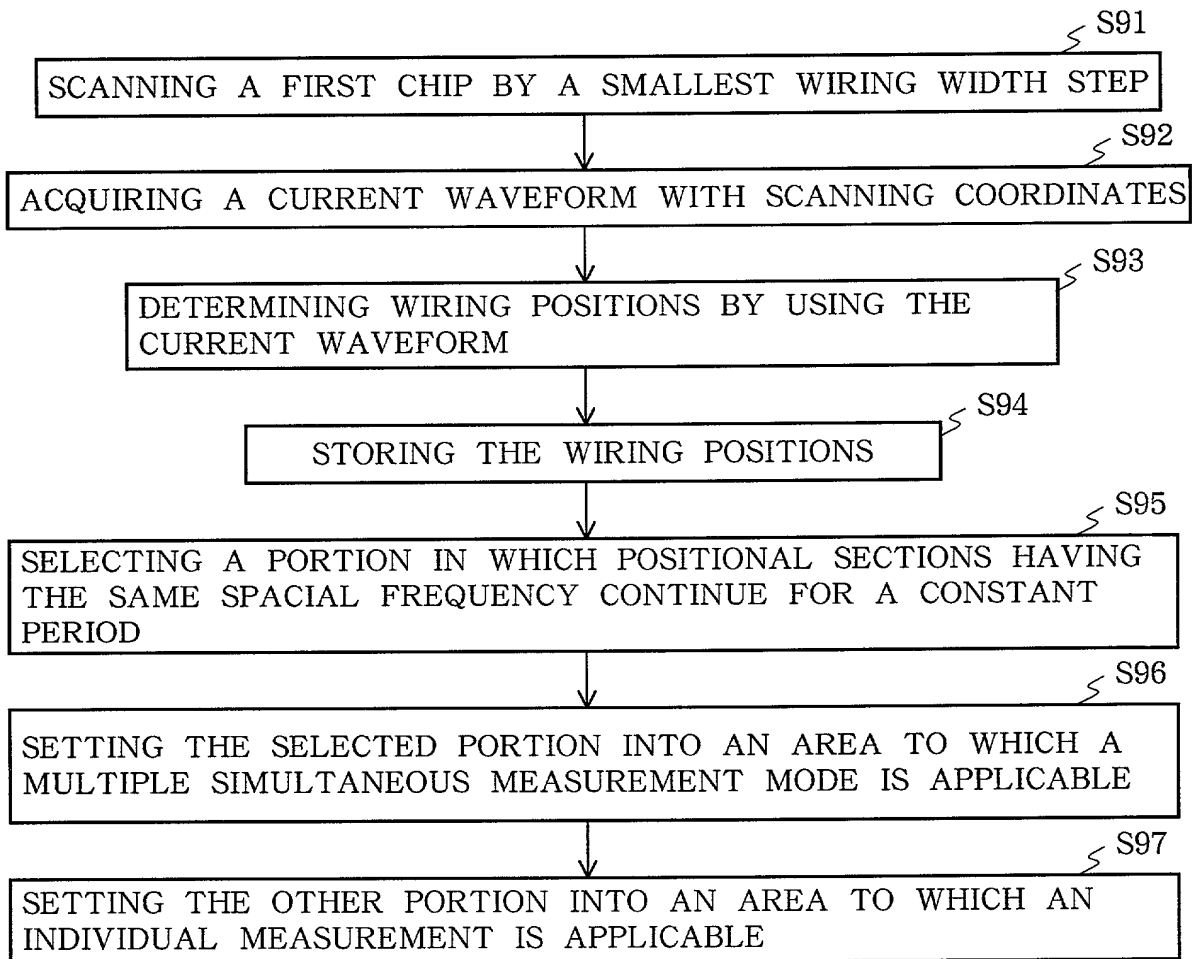 S91
SCANNING A FIRST CHIP BY A SMALLEST WIRING WIDTH STEP
S92
ACQUIRING A CURRENT WAVEFORM WITH SCANNING COORDINATES
S93
DETERMINING WIRING POSITIONS BY USING THE
CURRENT WAVEFORM
S94
STORING THE WIRING POSITIONS
S95
SELECTING A PORTION IN WHICH POSITIONAL SECTIONS HAVING
THE SAME SPACIAL FREQUENCY CONTINUE FOR A CONSTANT
PERIOD
S96
SETTING THE SELECTED PORTION INTO AN AREA TO WHICH A
MULTIPLE SIMULTANEOUS MEASUREMENT MODE IS APPLICABLE
S97
SETTING THE OTHER PORTION INTO AN AREA TO WHICH AN
INDIVIDUAL MEASUREMENT IS APPLICABLE